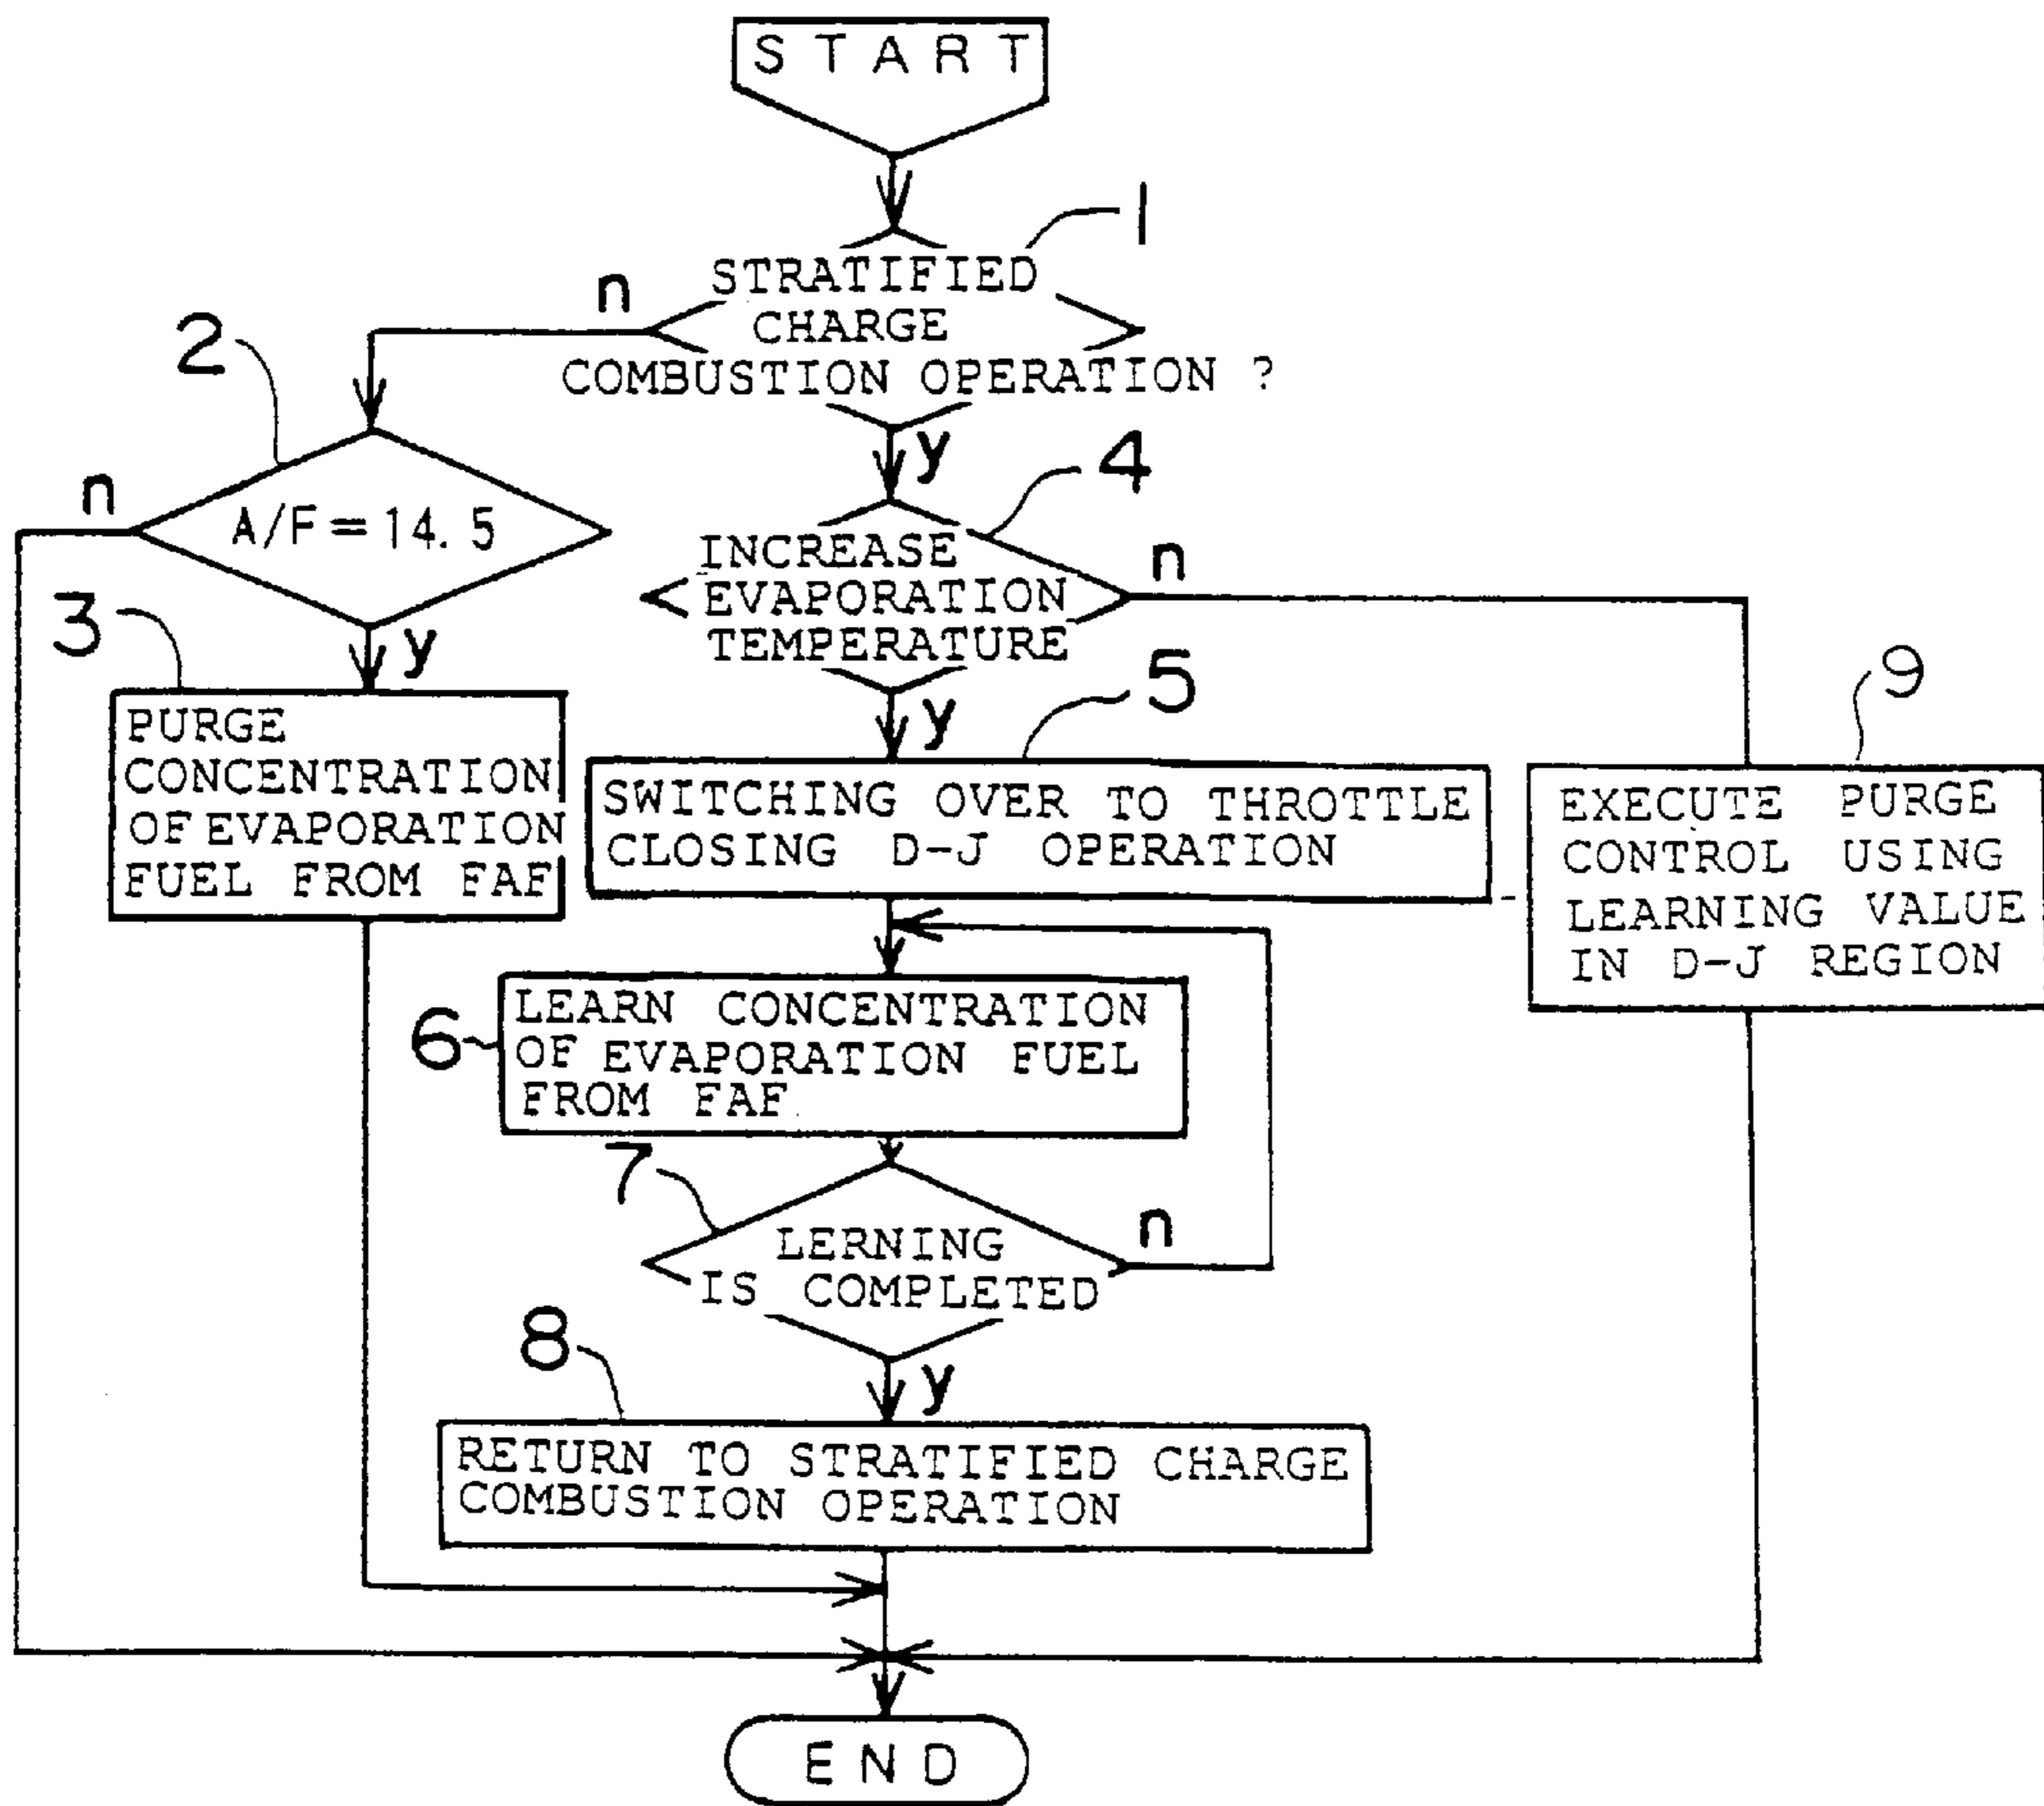 START
1
STRATIFIED
CHARGE
COMBUSTION OPERATION ?
n
y
2
A/F=14.5
n
y
3
PURGE
CONCENTRATION
OF EVAPORATION
FUEL FROM FAF
4
INCREASE
EVAPORATION
TEMPERATURE
n
y
5
SWITCHING OVER TO THROTTLE
CLOSING D-J OPERATION
9
EXECUTE PURGE
CONTROL USING
LEARNING VALUE
IN D-J REGION
6
LEARN CONCENTRATION
OF EVAPORATION FUEL
FROM FAF
7
LERNING
IS COMPLETED
n
y
8
RETURN TO STRATIFIED CHARGE
COMBUSTION OPERATION
END